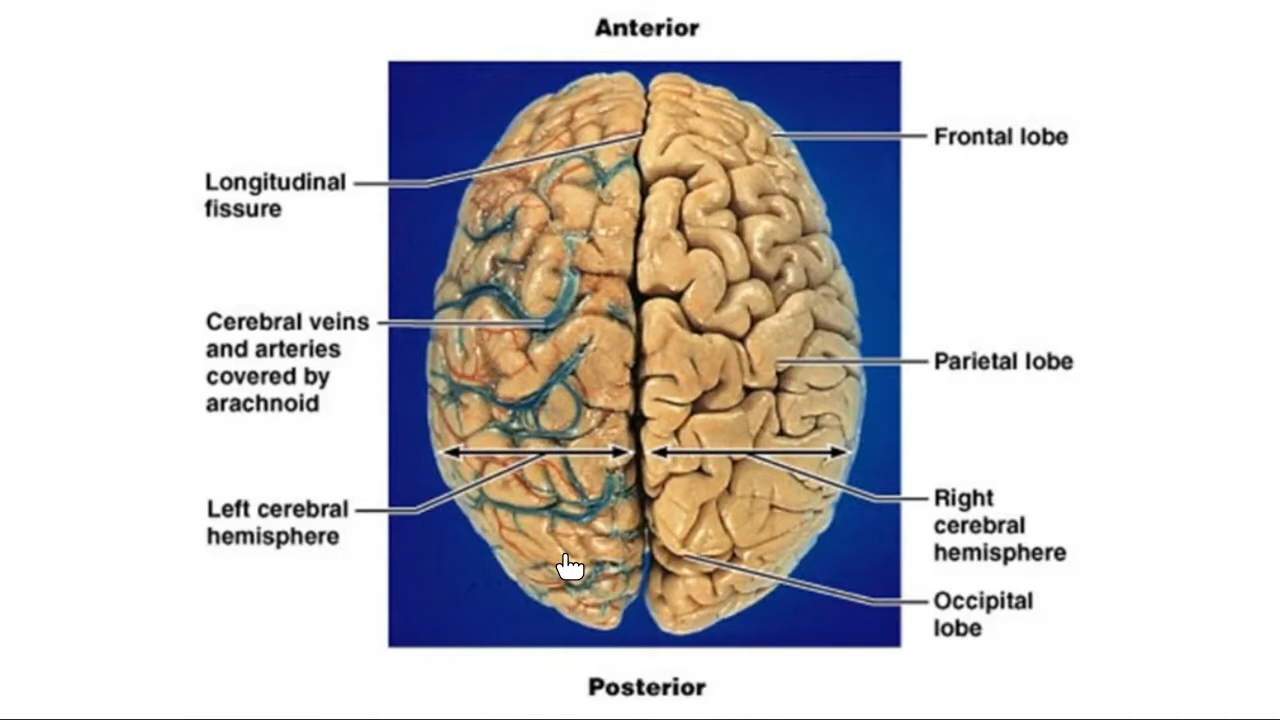 Anterior
Frontal lobe
Longitudinal
fissure
Cerebral veins
and arteries
covered by
arachnoid
Parietal lobe
Left cerebral
hemisphere
Right
cerebral
hemisphere
Occipital
lobe
Posterior